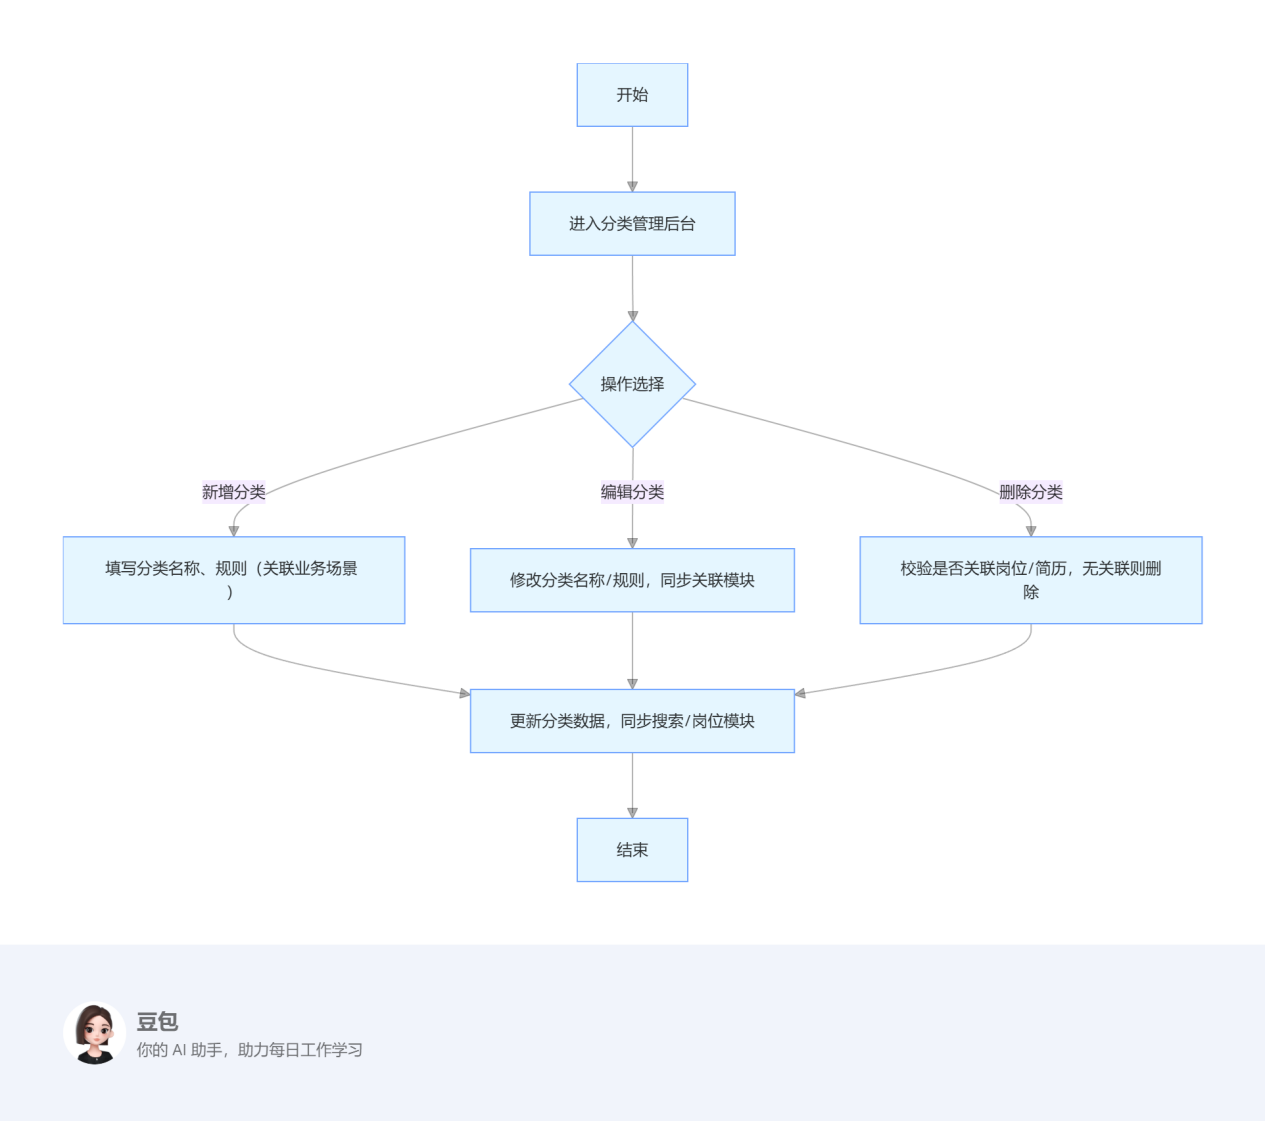 开始
进入分类管理后台
操作选择
新增分类
编辑分类
删除分类
填写分类名称、规则（关联业务场景
）
修改分类名称/规则，同步关联模块
校验是否关联岗位/简历，无关联则删
除
更新分类数据，同步搜索/岗位模块
结束
豆包
你的 AI 助手，助力每日工作学习